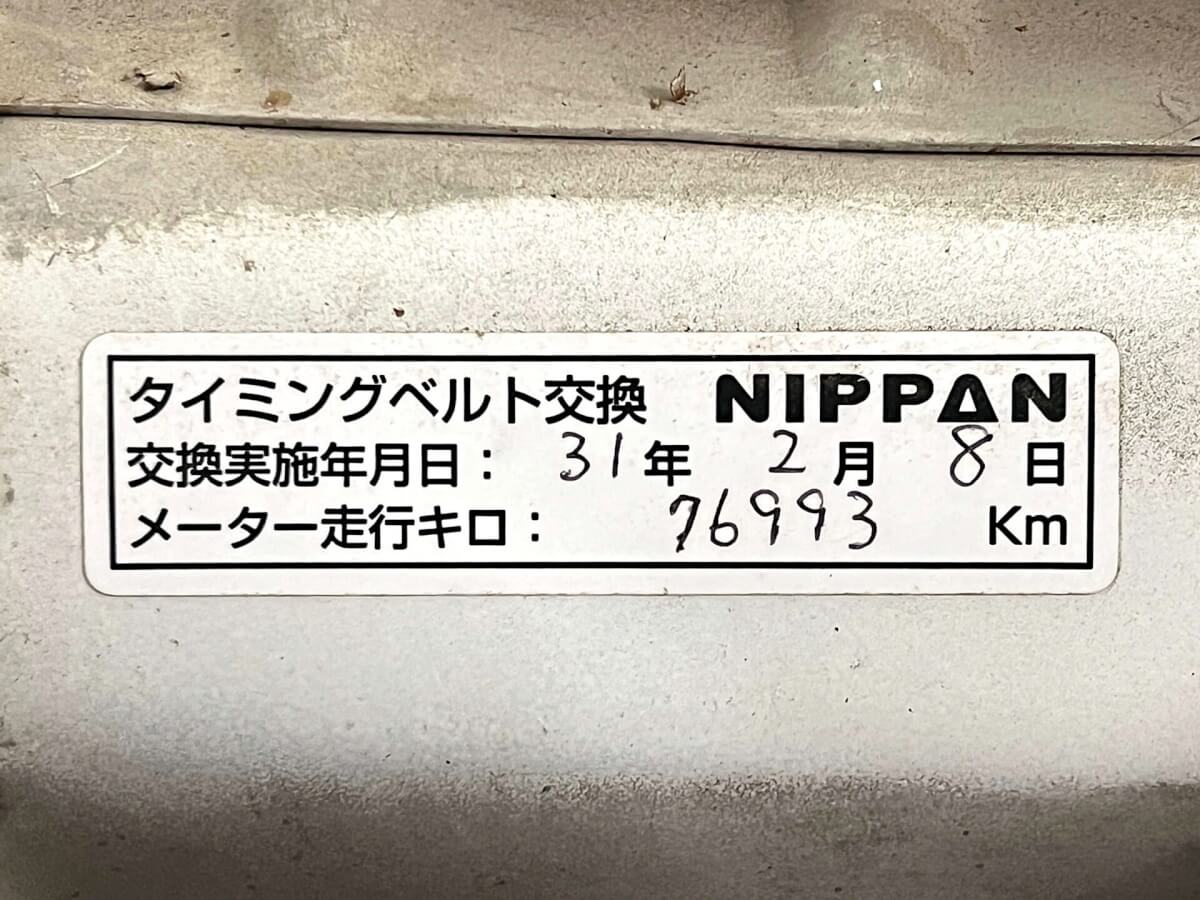 タイミングベルト交換 NIPPAN
交換実施年月日： 31年 2月 8日
メーター走行キロ： 76993 Km